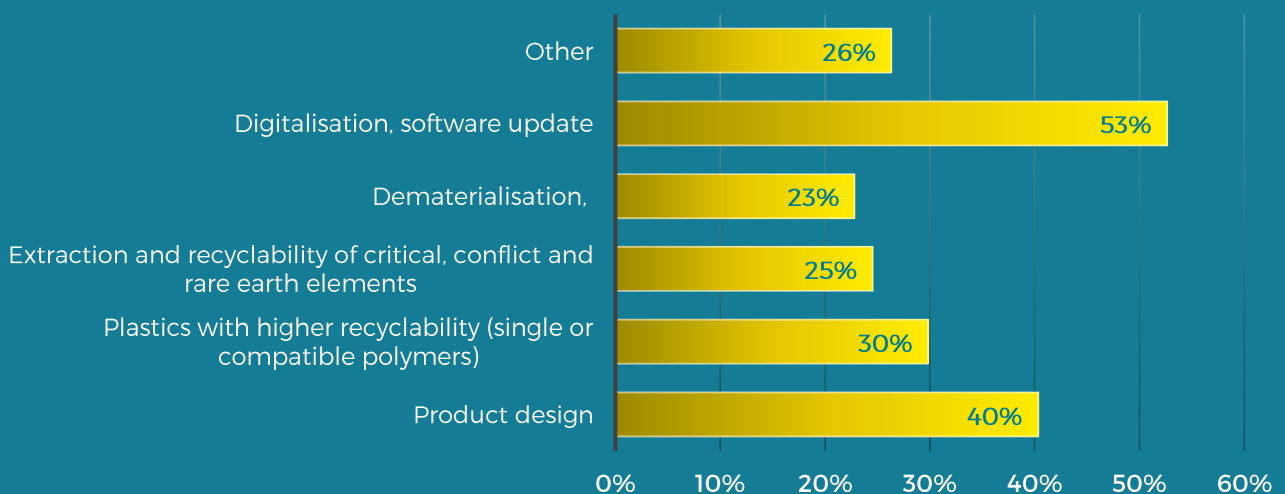 Other
26%
Digitalisation, software update
53%
Dematerialisation,
23%
Extraction and recyclability of critical, conflict and
rare earth elements
25%
Plastics with higher recyclability (single or
compatible polymers)
30%
Product design
40%
0% 10% 20% 30% 40% 50% 60%